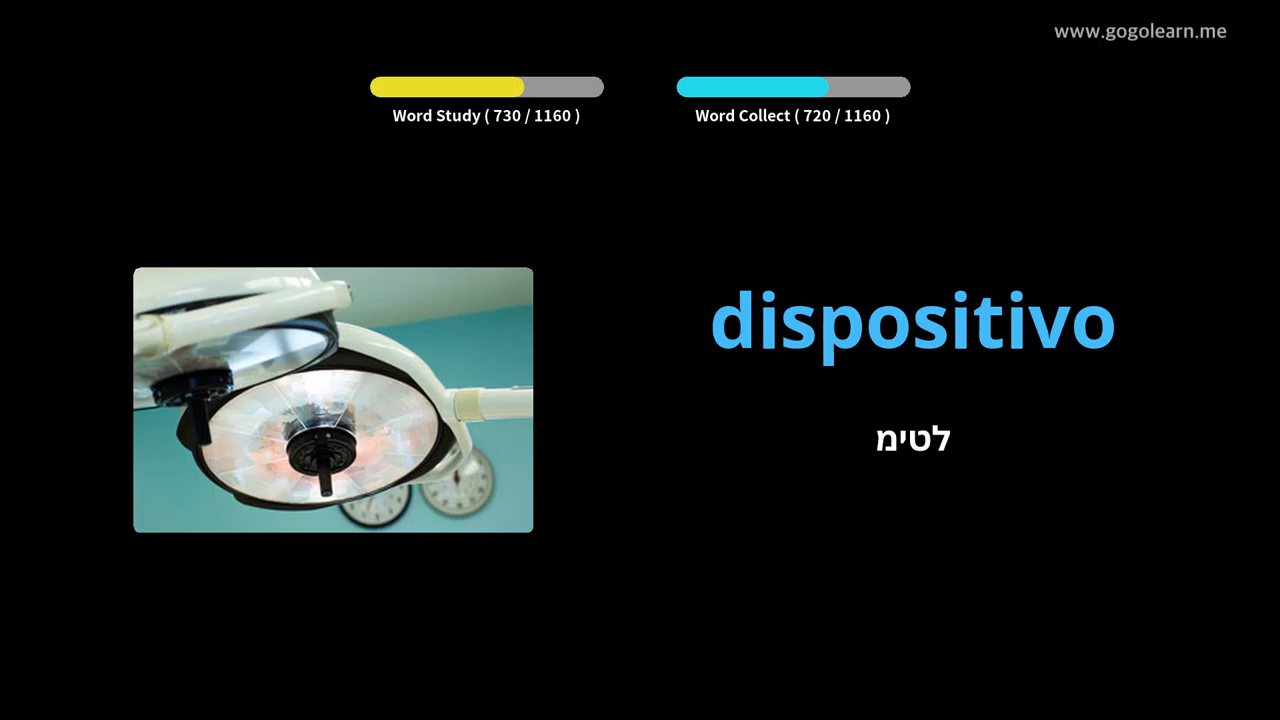 www.gogolearn.me
Word Study ( 730 / 1160 )
Word Collect ( 720 / 1160 )
dispositivo
לטימ